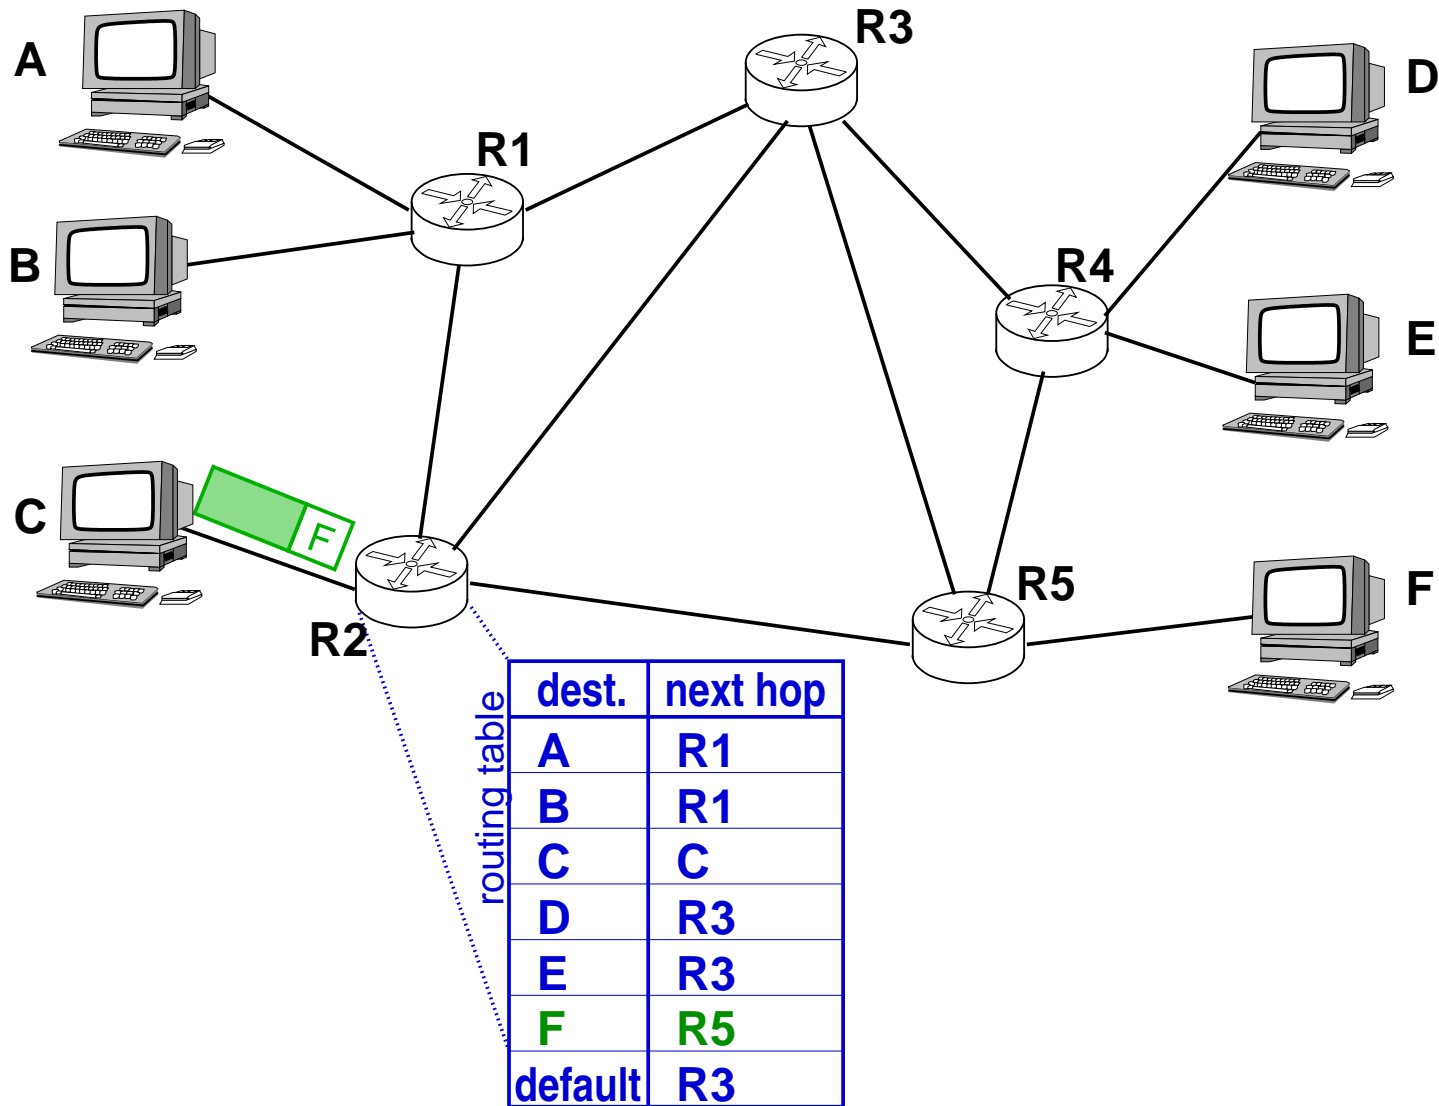 R3
A
D
R1
B
R4
E
C
F
R5
F
R2
routing table
dest. next hop
A R1
B R1
C C
D R3
E R3
F R5
default R3